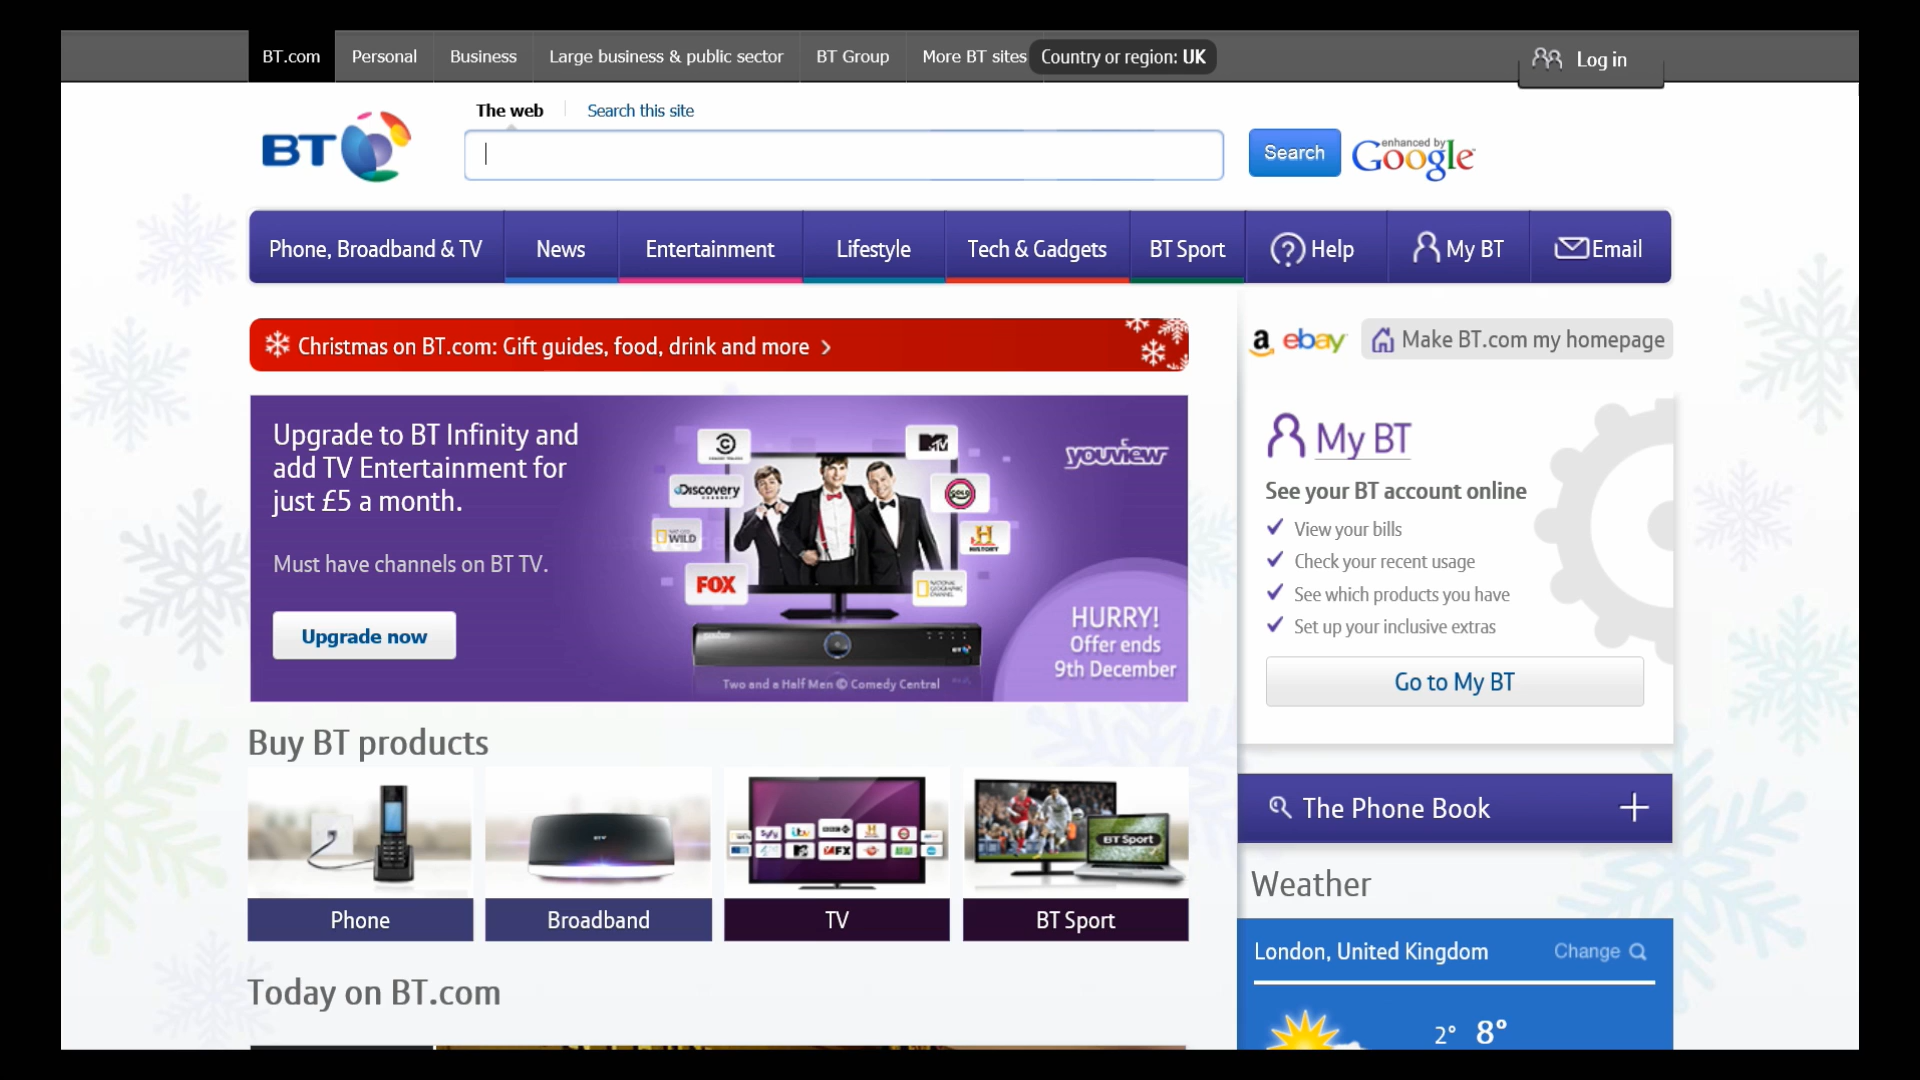 BT.com Personal Business Large business & public sector BT Group More BT sites Country or region: UK Log in
The web Search this site
BT
Search enhanced by Google
Phone, Broadband & TV News Entertainment Lifestyle Tech & Gadgets BT Sport Help My BT Email
Christmas on BT.com: Gift guides, food, drink and more
a ebay Make BT.com my homepage
Upgrade to BT Infinity and
add TV Entertainment for
just £5 a month.
Must have channels on BT TV.
Upgrade now
MTV
youview
Discovery
CHANNEL
GOLD
WILD
HISTORY
FOX
NATIONAL GEOGRAPHIC CHANNEL
HURRY!
Offer ends
9th December
Two and a Half Men © Comedy Central
My BT
See your BT account online
View your bills
Check your recent usage
See which products you have
Set up your inclusive extras
Go to My BT
Buy BT products
Syfy itv
MTV FX
BT Sport
Phone Broadband TV BT Sport
The Phone Book
Weather
London, United Kingdom Change
2° 8°
Today on BT.com